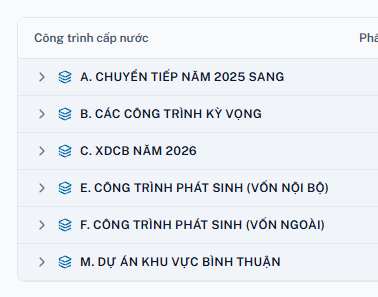 Công trình cấp nước
A. CHUYỂN TIẾP NĂM 2025 SANG
B. CÁC CÔNG TRÌNH KỲ VỌNG
C. XDCB NĂM 2026
E. CÔNG TRÌNH PHÁT SINH (VỐN NỘI BỘ)
F. CÔNG TRÌNH PHÁT SINH (VỐN NGOÀI)
M. DỰ ÁN KHU VỰC BÌNH THUẬN